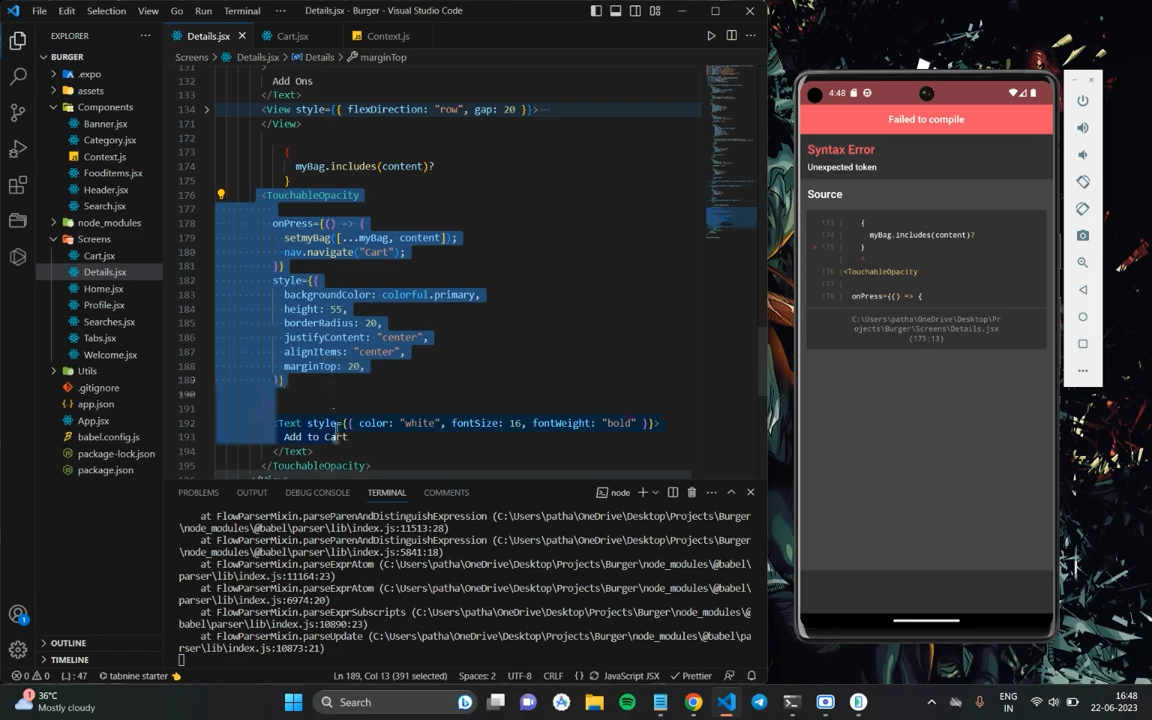 File Edit Selection View Go Run Terminal ··· Details.jsx - Burger - Visual Studio Code
EXPLORER ···
BURGER
.expo
assets
Components
Banner.jsx
Category.jsx
Context.js
Fooditems.jsx
Header.jsx
Search.jsx
node_modules
Screens
Cart.jsx
Details.jsx
Home.jsx
Profile.jsx
Searches.jsx
Tabs.jsx
Welcome.jsx
Utils
.gitignore
app.json
App.jsx
babel.config.js
package-lock.json
package.json
OUTLINE
TIMELINE
Details.jsx Cart.jsx Context.js
Screens > Details.jsx > Details > marginTop
131 >
132 Add Ons
133 </Text>
134 <View style={{ flexDirection: "row", gap: 20 }}>···
171 </View>
172
173 {
174 myBag.includes(content)?
175 }
176 <TouchableOpacity
177
178 onPress={() => {
179 setmyBag([...myBag, content]);
180 nav.navigate("Cart");
181 }}
182 style={{
183 backgroundColor: colorful.primary,
184 height: 55,
185 borderRadius: 20,
186 justifyContent: "center",
187 alignItems: "center",
188 marginTop: 20,
189 }}
190
191
192 <Text style={{ color: "white", fontSize: 16, fontWeight: "bold" }}>
193 Add to Cart
194 </Text>
195 </TouchableOpacity>
PROBLEMS OUTPUT DEBUG CONSOLE TERMINAL COMMENTS node
at FlowParserMixin.parseParenAndDistinguishExpression (C:\Users\patha\OneDrive\Desktop\Projects\Burger
\node_modules\@babel\parser\lib\index.js:11513:28)
at FlowParserMixin.parseParenAndDistinguishExpression (C:\Users\patha\OneDrive\Desktop\Projects\Burger
\node_modules\@babel\parser\lib\index.js:5841:18)
at FlowParserMixin.parseExprAtom (C:\Users\patha\OneDrive\Desktop\Projects\Burger\node_modules\@babel\
parser\lib\index.js:11164:23)
at FlowParserMixin.parseExprAtom (C:\Users\patha\OneDrive\Desktop\Projects\Burger\node_modules\@babel\
parser\lib\index.js:6974:20)
at FlowParserMixin.parseExprSubscripts (C:\Users\patha\OneDrive\Desktop\Projects\Burger\node_modules\@
babel\parser\lib\index.js:10890:23)
at FlowParserMixin.parseUpdate (C:\Users\patha\OneDrive\Desktop\Projects\Burger\node_modules\@babel\pa
rser\lib\index.js:10873:21)
0 0 (.) : 47 tabnine starter Ln 189, Col 13 (391 selected) Spaces: 2 UTF-8 CRLF {} JavaScript JSX Prettier
4:48
Failed to compile
Syntax Error
Unexpected token
Source
173 | {
174 | myBag.includes(content)?
> 175 | }
| ^
176 | <TouchableOpacity
177 |
178 | onPress={() => {
C:\Users\patha\OneDrive\Desktop\Pr
ojects\Burger\Screens\Details.jsx
(175:13)
1
36°C
Mostly cloudy
Search
ENG
IN
16:48
22-06-2023